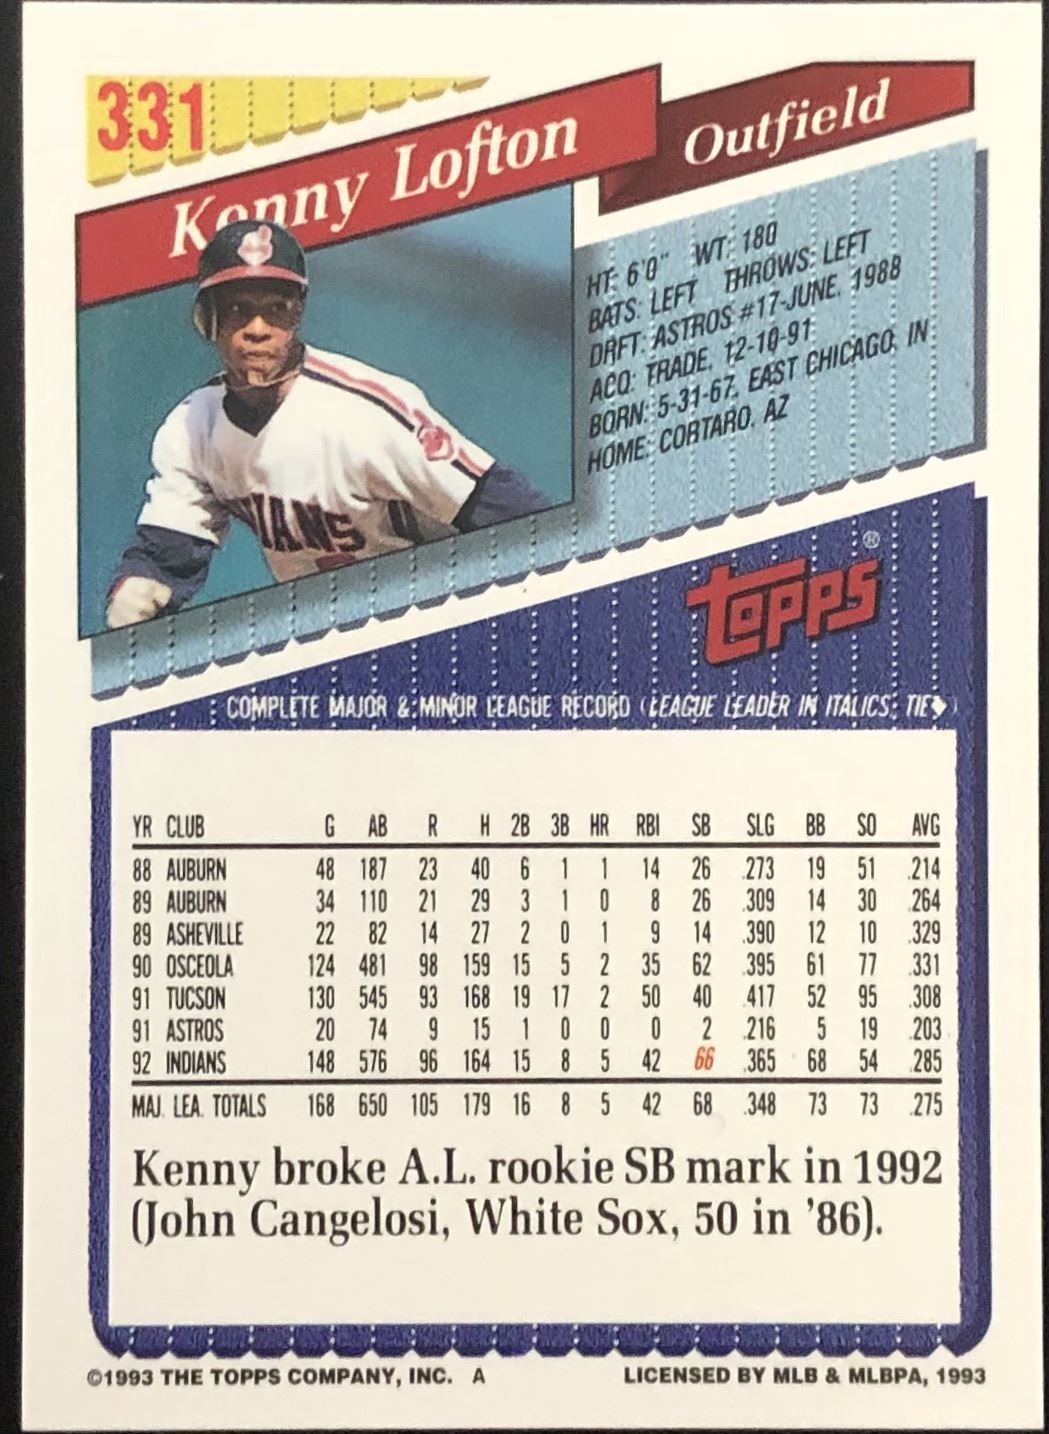 331
Kenny Lofton
Outfield
HT: 6'0" WT: 180
BATS: LEFT THROWS: LEFT
DRFT: ASTROS #17-JUNE, 1988
ACQ: TRADE, 12-10-91
BORN: 5-31-67, EAST CHICAGO, IN
HOME: CORTARO, AZ
DIANS
TOPPS®
COMPLETE MAJOR & MINOR LEAGUE RECORD (LEAGUE LEADER IN ITALICS, TIE◆)
YR CLUB G AB R H 2B 3B HR RBI SB SLG BB SO AVG
88 AUBURN 48 187 23 40 6 1 1 14 26 .273 19 51 .214
89 AUBURN 34 110 21 29 3 1 0 8 26 .309 14 30 .264
89 ASHEVILLE 22 82 14 27 2 0 1 9 14 .390 12 10 .329
90 OSCEOLA 124 481 98 159 15 5 2 35 62 .395 61 77 .331
91 TUCSON 130 545 93 168 19 17 2 50 40 .417 52 95 .308
91 ASTROS 20 74 9 15 1 0 0 0 2 .216 5 19 .203
92 INDIANS 148 576 96 164 15 8 5 42 66 .365 68 54 .285
MAJ. LEA. TOTALS 168 650 105 179 16 8 5 42 68 .348 73 73 .275
Kenny broke A.L. rookie SB mark in 1992
(John Cangelosi, White Sox, 50 in '86).
©1993 THE TOPPS COMPANY, INC. A
LICENSED BY MLB & MLBPA, 1993